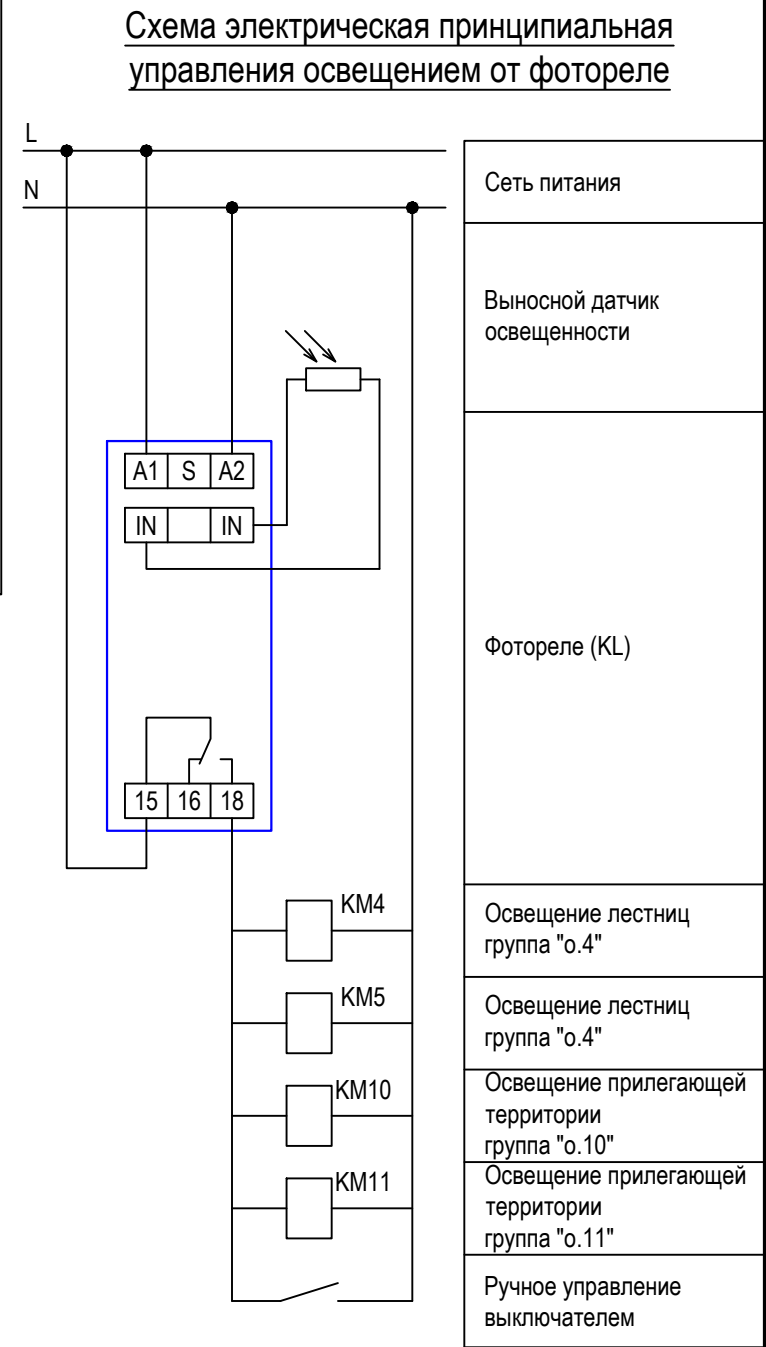 Схема электрическая принципиальная
управления освещением от фотореле
L
N
Сеть питания
Выносной датчик
освещенности
A1 S A2
IN IN
Фотореле (KL)
15 16 18
KM4
Освещение лестниц
группа "о.4"
KM5
Освещение лестниц
группа "о.4"
KM10
Освещение прилегающей
территории
группа "о.10"
KM11
Освещение прилегающей
территории
группа "о.11"
Ручное управление
выключателем